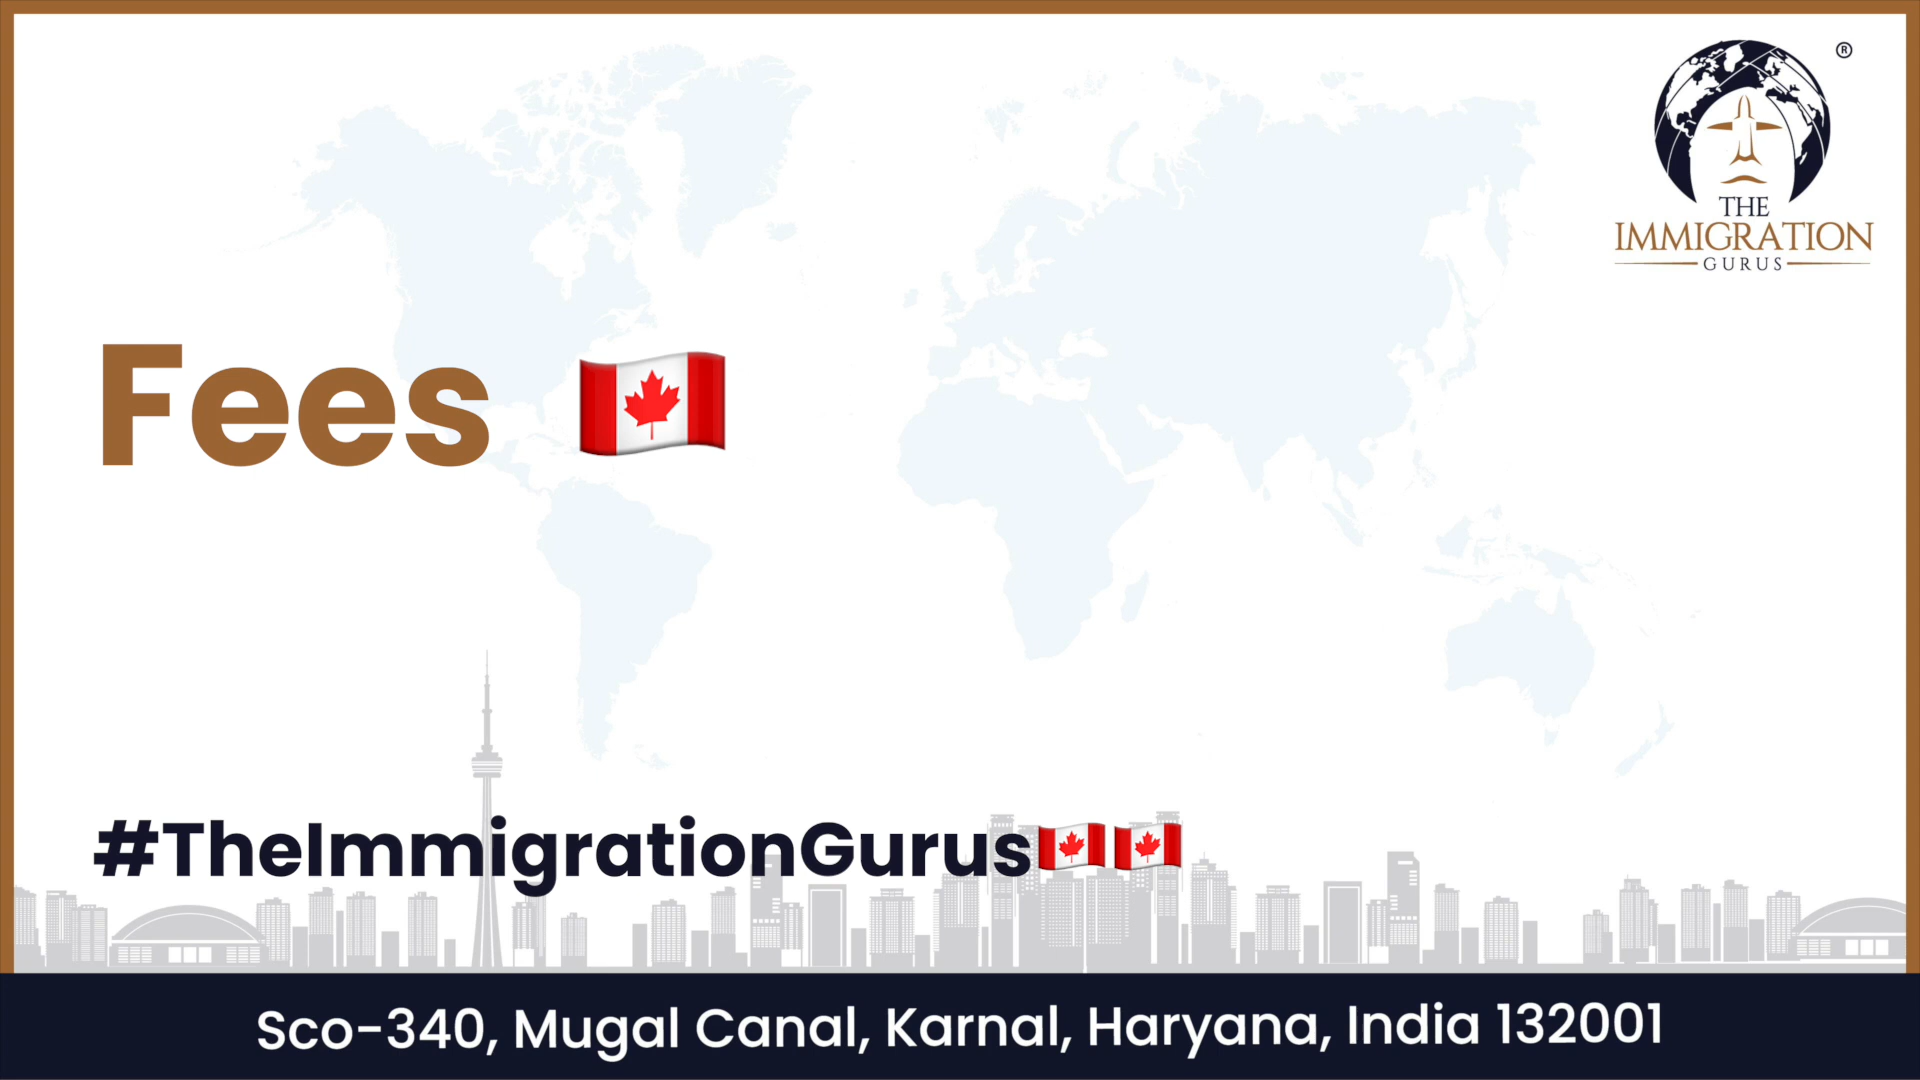 ®
THE
IMMIGRATION
GURUS
Fees 🇨🇦
#TheImmigrationGurus🇨🇦🇨🇦
Sco-340, Mugal Canal, Karnal, Haryana, India 132001